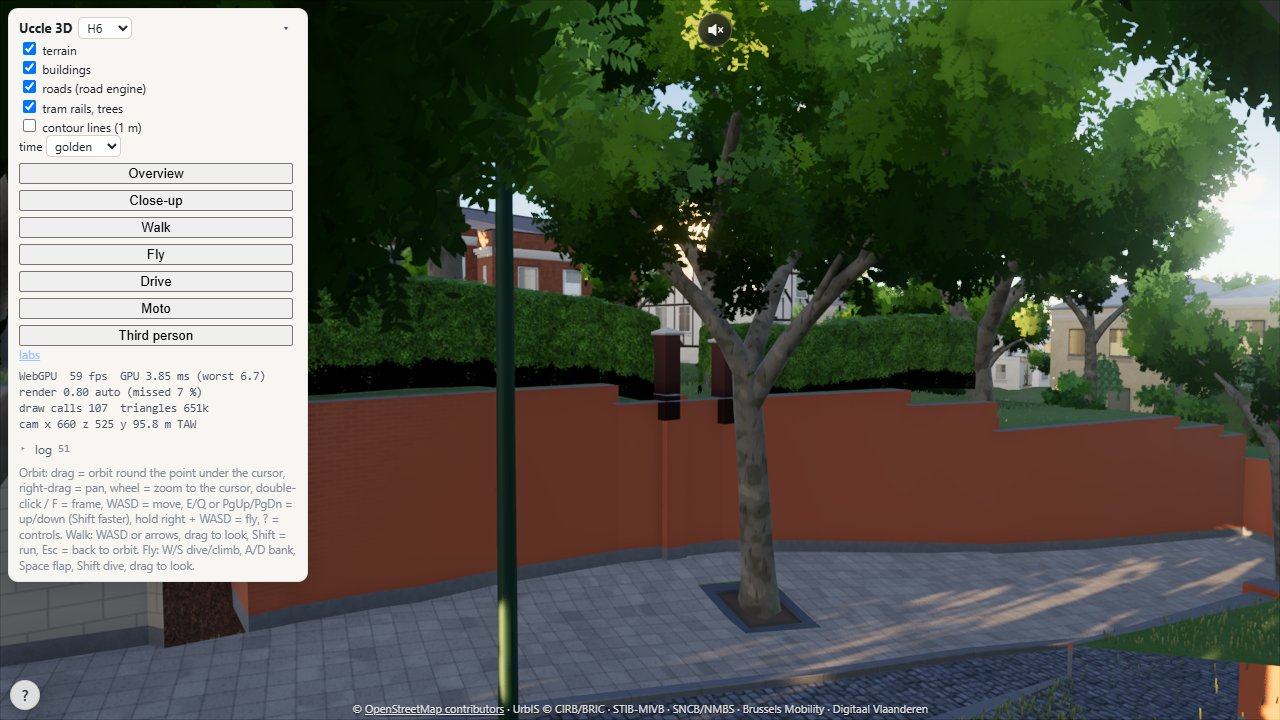 Uccle 3D H6
terrain
buildings
roads (road engine)
tram rails, trees
contour lines (1 m)
time golden
Overview
Close-up
Walk
Fly
Drive
Moto
Third person
labs
WebGPU 59 fps GPU 3.85 ms (worst 6.7)
render 0.80 auto (missed 7 %)
draw calls 107 triangles 651k
cam x 660 z 525 y 95.8 m TAW
log 51
Orbit: drag = orbit round the point under the cursor,
right-drag = pan, wheel = zoom to the cursor, double-
click / F = frame, WASD = move, E/Q or PgUp/PgDn =
up/down (Shift faster), hold right + WASD = fly, ? =
controls. Walk: WASD or arrows, drag to look, Shift =
run, Esc = back to orbit. Fly: W/S dive/climb, A/D bank,
Space flap, Shift dive, drag to look.
?
© OpenStreetMap contributors · UrbIS © CIRB/BRIC · STIB-MIVB · SNCB/NMBS · Brussels Mobility · Digitaal Vlaanderen